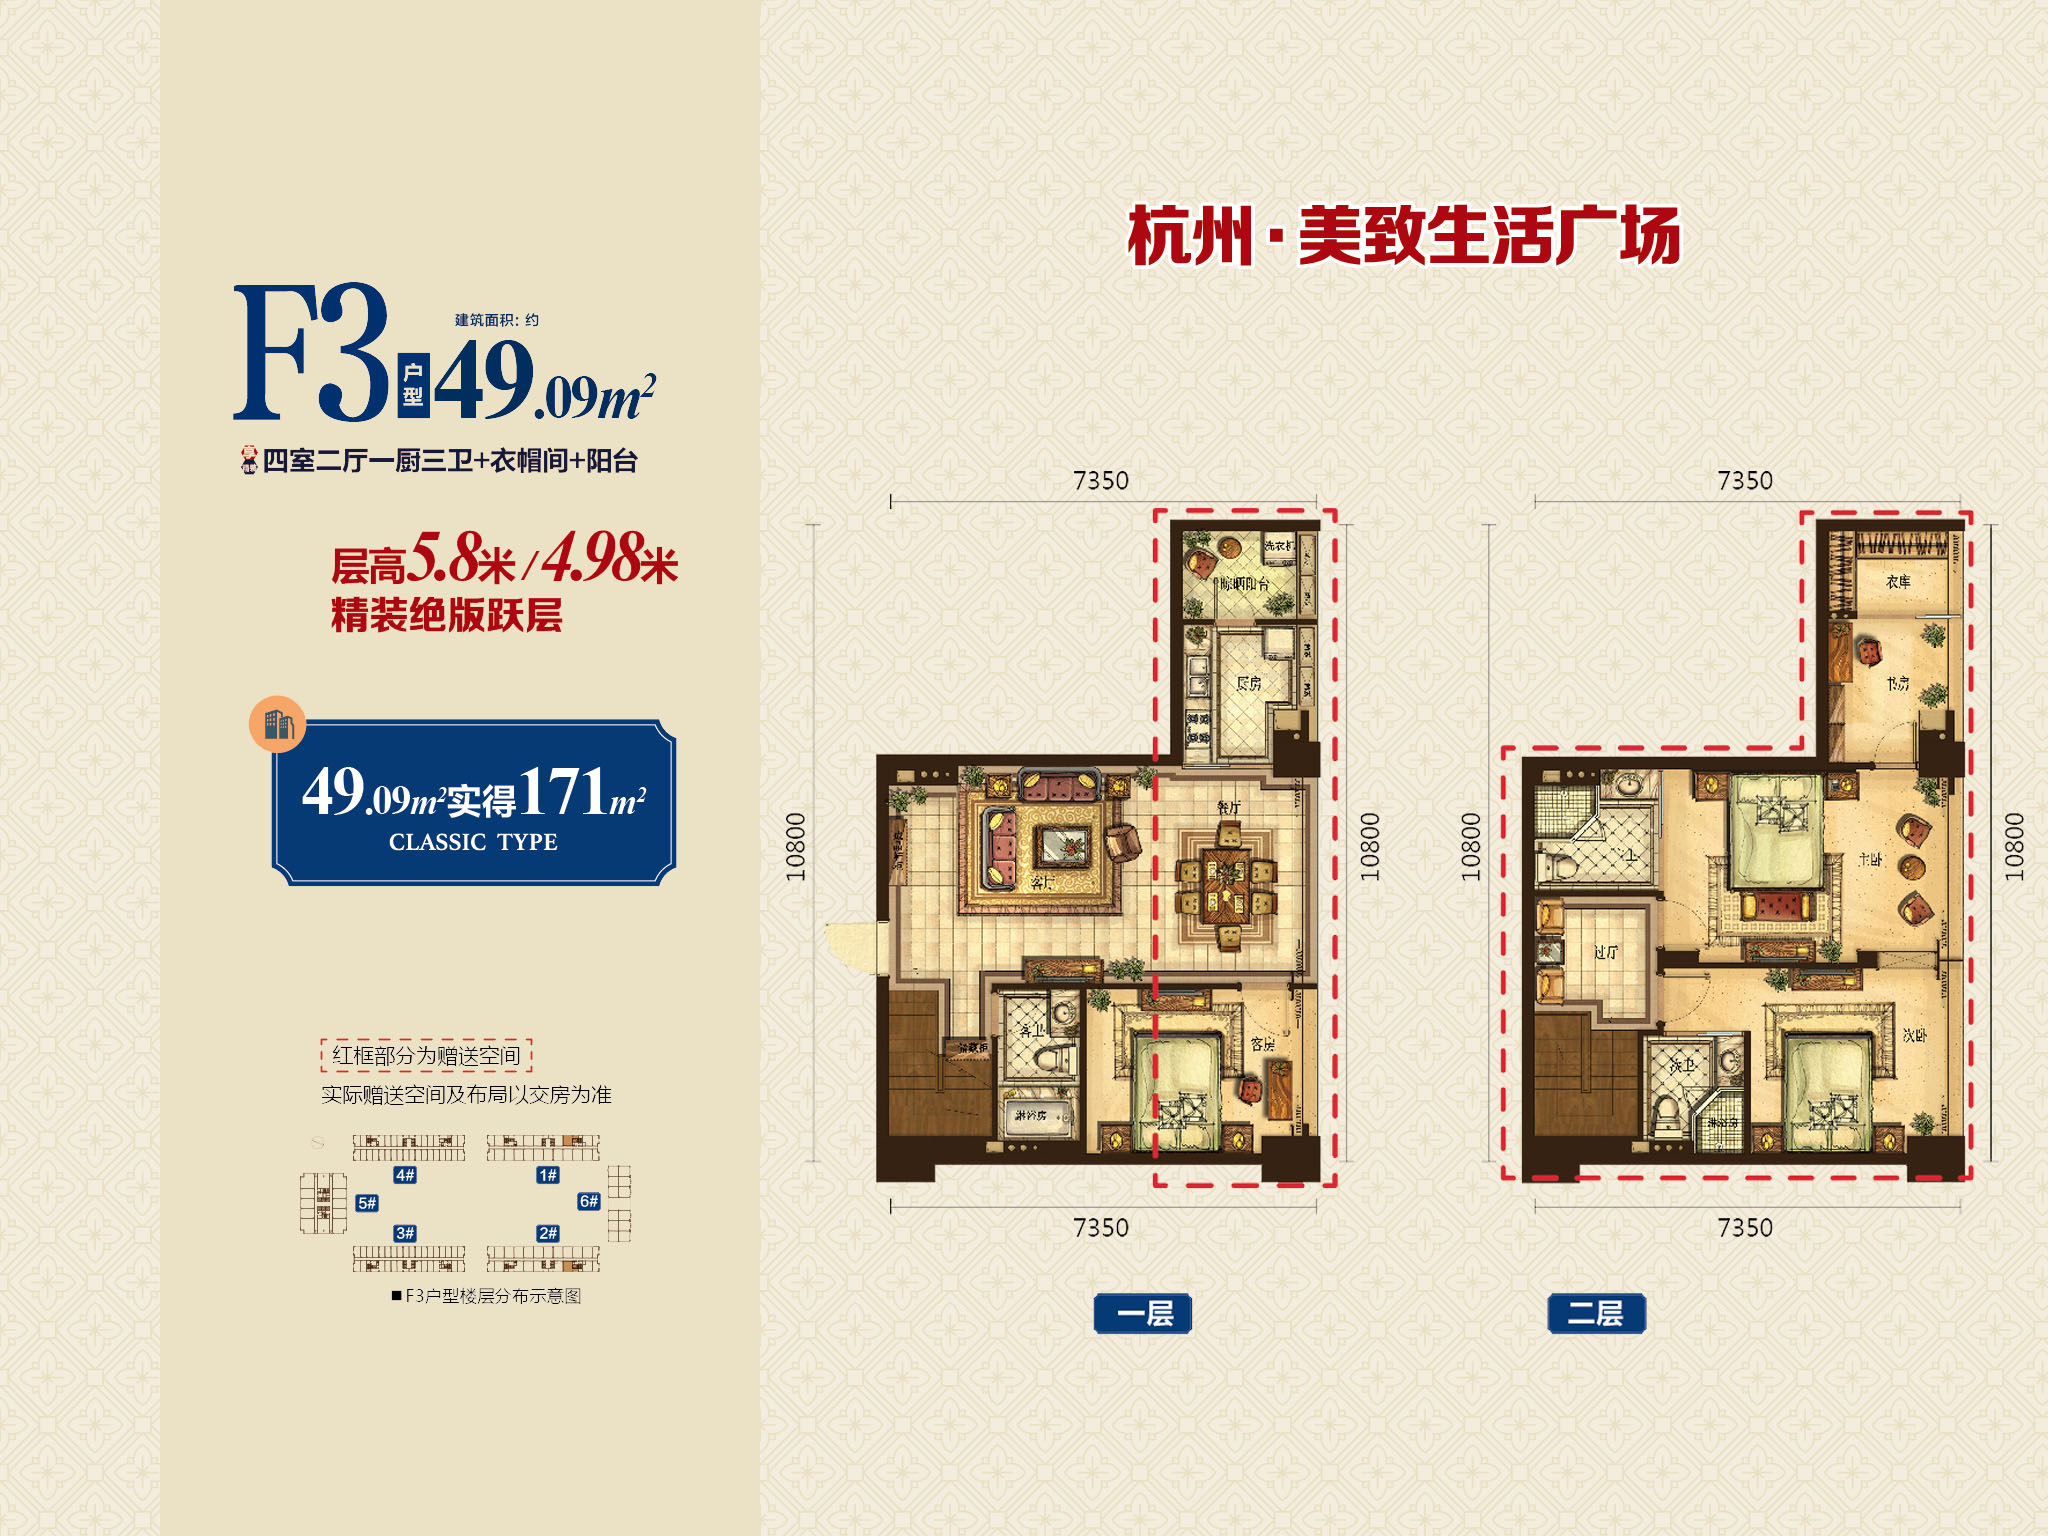 杭州·美致生活广场
F3户型
建筑面积: 约
49.09m²
四室二厅一厨三卫+衣帽间+阳台
层高5.8米/4.98米
精装绝版跃层
49.09m²实得171m²
CLASSIC TYPE
红框部分为赠送空间
实际赠送空间及布局以交房为准
4#
1#
5#
6#
3#
2#
■F3户型楼层分布示意图
7350
10800
10800
洗衣机
晾晒阳台
厨房
餐厅
客厅
客卫
客房
淋浴房
7350
一层
7350
10800
10800
衣库
书房
主卫
主卧
过厅
次卧
次卫
淋浴房
7350
二层